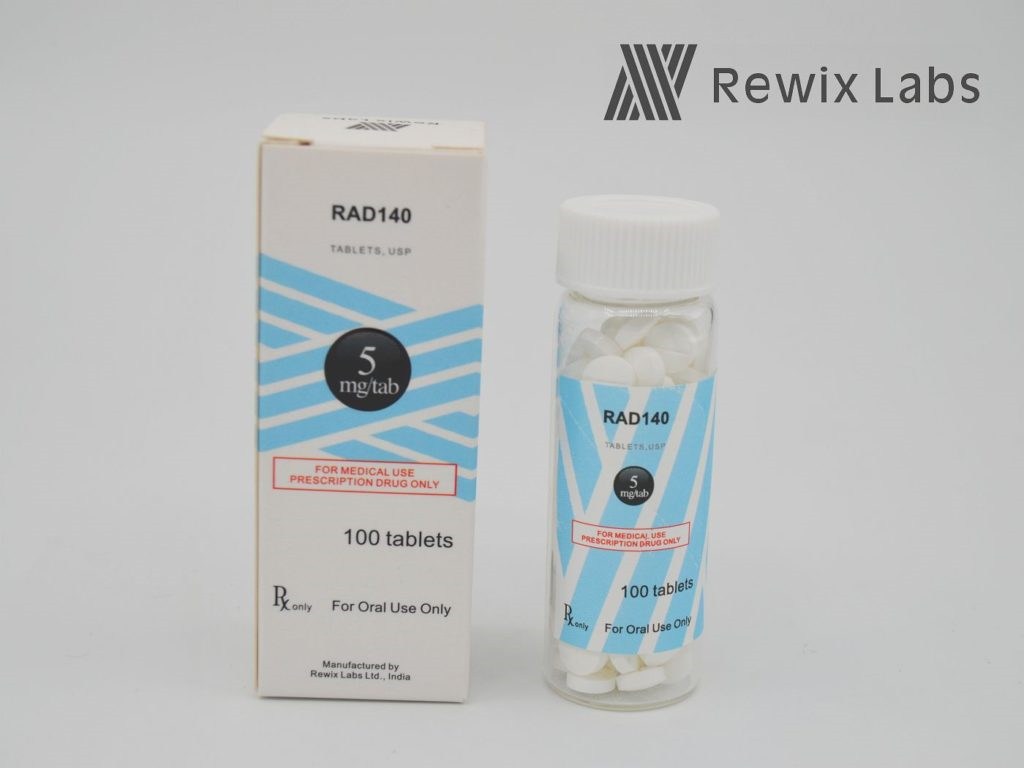 Rewix Labs
Rewix Labs
RAD140
TABLETS, USP
5
mg/tab
FOR MEDICAL USE
PRESCRIPTION DRUG ONLY
100 tablets
Rx only
For Oral Use Only
Manufactured by
Rewix Labs Ltd., India
RAD140
TABLETS, USP
5
mg/tab
FOR MEDICAL USE
PRESCRIPTION DRUG ONLY
100 tablets
Rx only
For Oral Use Only